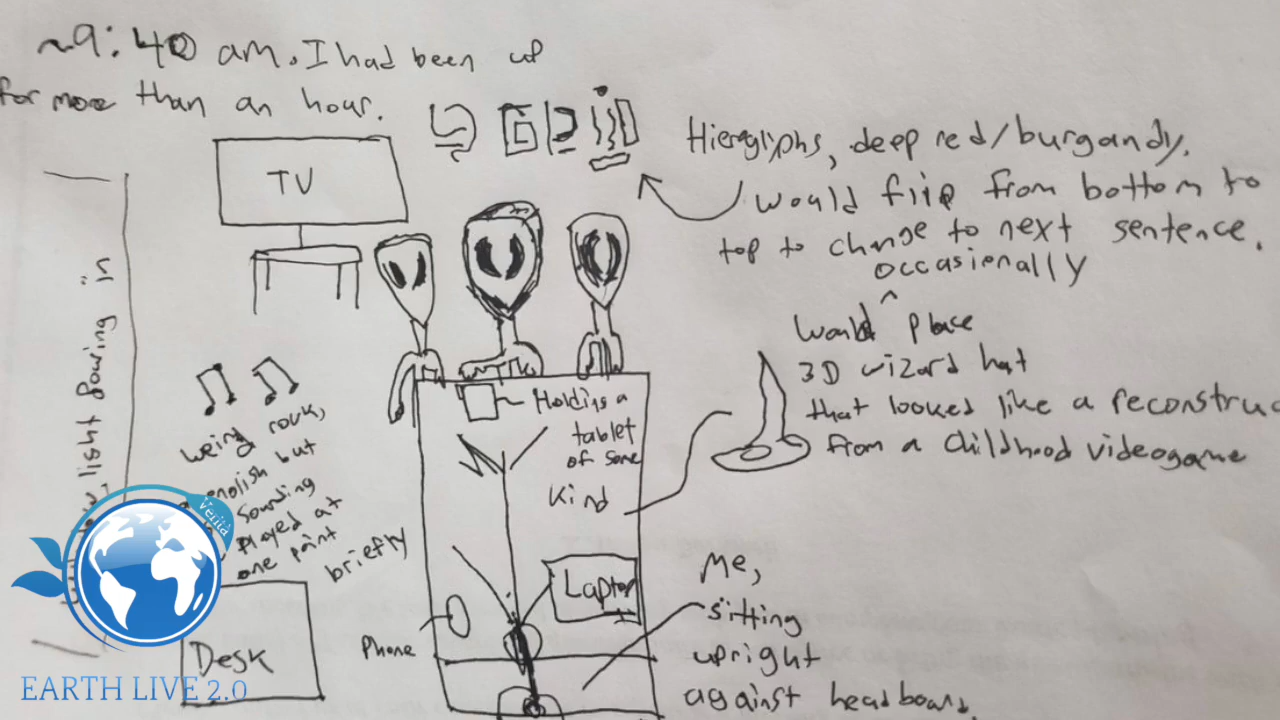 ~9:40 am. I had been up
for more than an hour.
TV
Hieroglyphs, deep red/burgandy.
would flip from bottom to
top to change to next sentence.
occasionally
would ^ place
3D wizard hat
that looked like a reconstruc
from a childhood videogame
light pouring in
weird rock,
english but
sounding
played at
one point
briefly
Holding a
tablet
of some
kind
Laptop
Phone
Me,
sitting
upright
against headboard.
Desk
Verità
EARTH LIVE 2.0